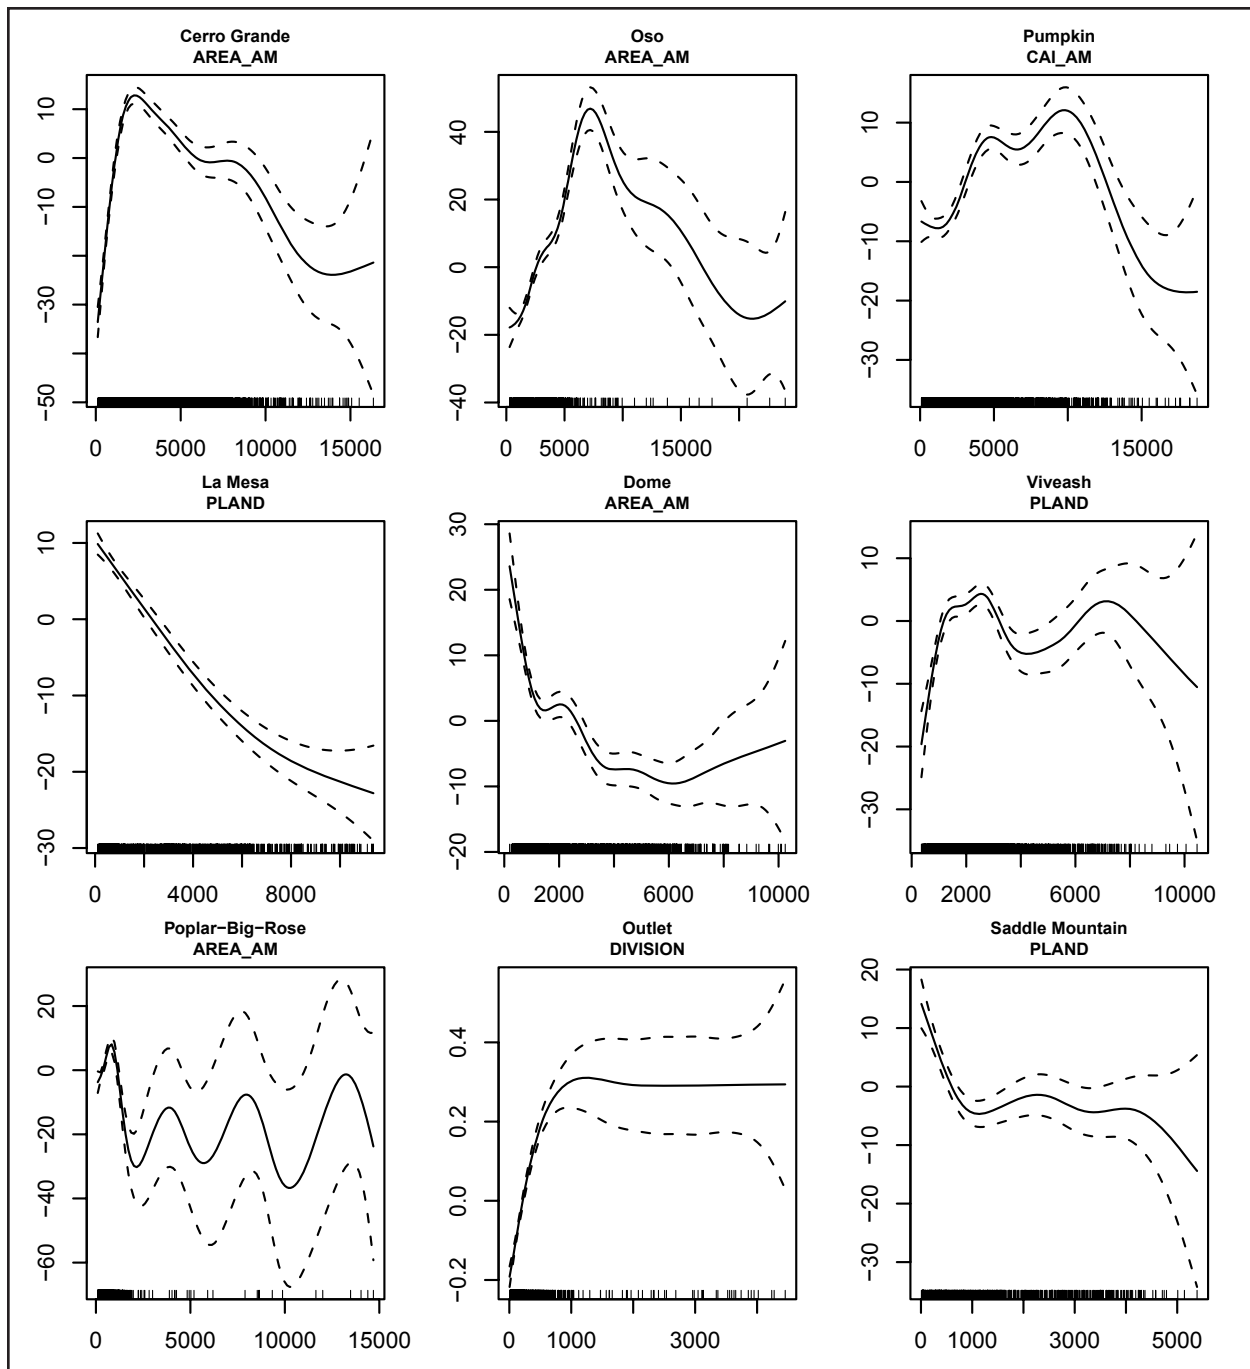 Cerro Grande
AREA_AM
10
0
−10
−30
−50
0 5000 10000 15000
Oso
AREA_AM
40
20
0
−20
−40
0 5000 15000
Pumpkin
CAI_AM
10
0
−10
−20
−30
0 5000 15000
La Mesa
PLAND
10
0
−10
−20
−30
0 4000 8000
Dome
AREA_AM
30
20
10
0
−10
−20
0 2000 6000 10000
Viveash
PLAND
10
0
−10
−20
−30
0 2000 6000 10000
Poplar−Big−Rose
AREA_AM
20
0
−20
−40
−60
0 5000 10000 15000
Outlet
DIVISION
0.4
0.2
0.0
−0.2
0 1000 3000
Saddle Mountain
PLAND
20
10
0
−10
−20
−30
0 1000 3000 5000